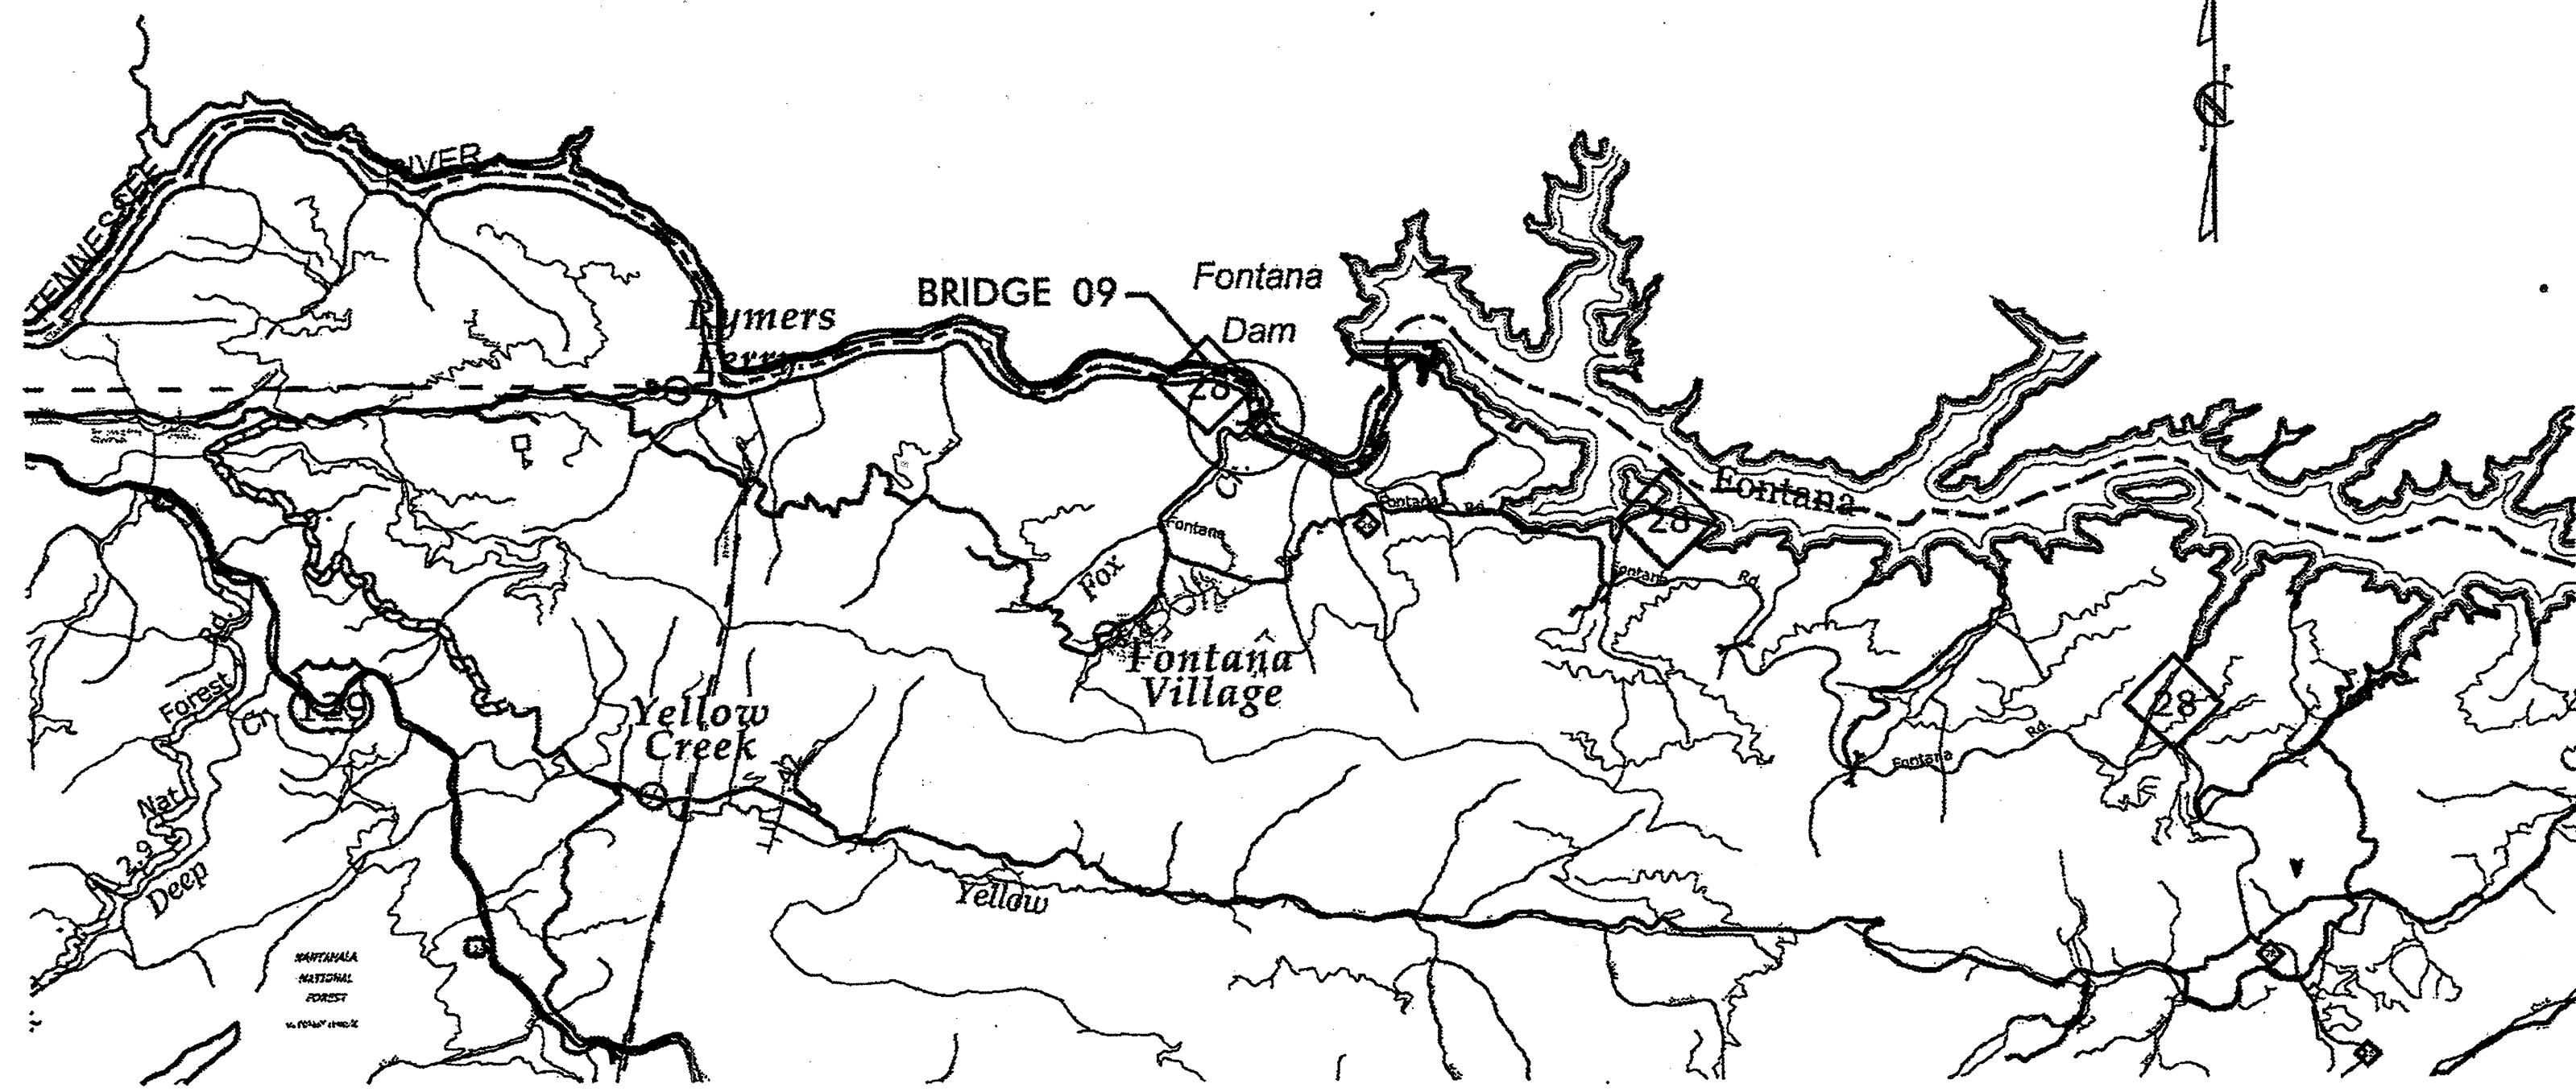 RIVER
TENNESSEE
Rymers
Ferry
BRIDGE 09
Fontana
Dam
28
Cr.
Fontana
28
Fontana Rd
Fontana
Fox
Fontana
Village
Fontana Rd
129
Rd.
Forest
Cr
Nat'l
2.9
Deep
Yellow
Creek
Yellow
28
Fontana Rd
NANTAHALA
NATIONAL
FOREST
N